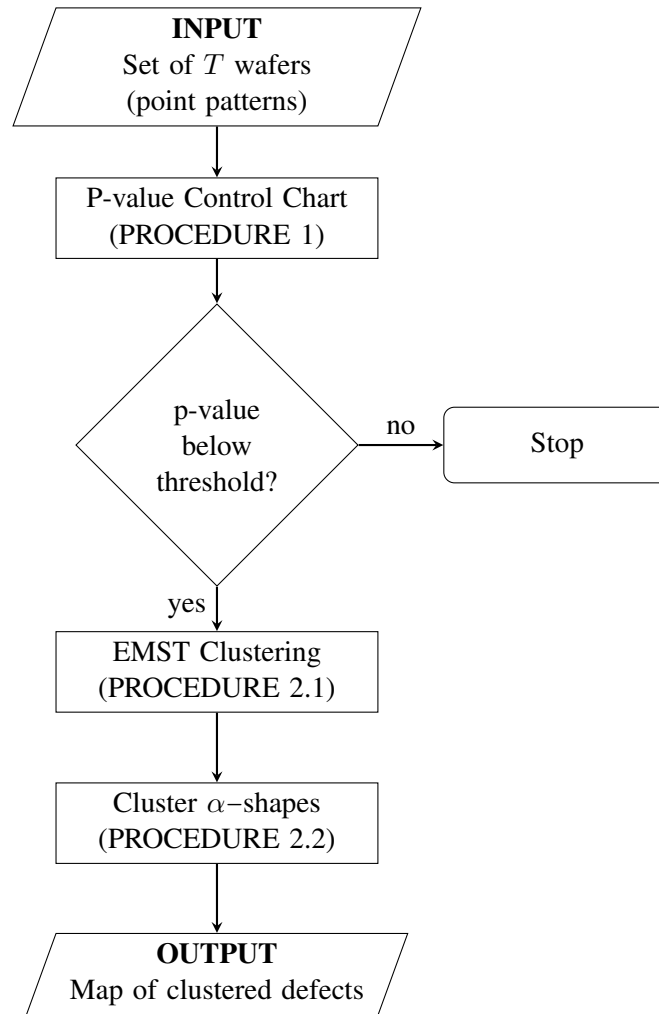 INPUT
Set of T wafers
(point patterns)
P-value Control Chart
(PROCEDURE 1)
p-value
below
threshold?
no
Stop
yes
EMST Clustering
(PROCEDURE 2.1)
Cluster α–shapes
(PROCEDURE 2.2)
OUTPUT
Map of clustered defects